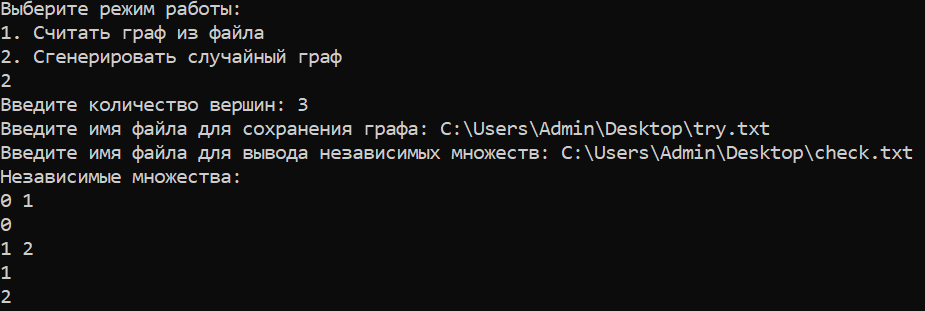 Выберите режим работы:
1. Считать граф из файла
2. Сгенерировать случайный граф
2
Введите количество вершин: 3
Введите имя файла для сохранения графа: C:\Users\Admin\Desktop\try.txt
Введите имя файла для вывода независимых множеств: C:\Users\Admin\Desktop\check.txt
Независимые множества:
0 1
0
1 2
1
2